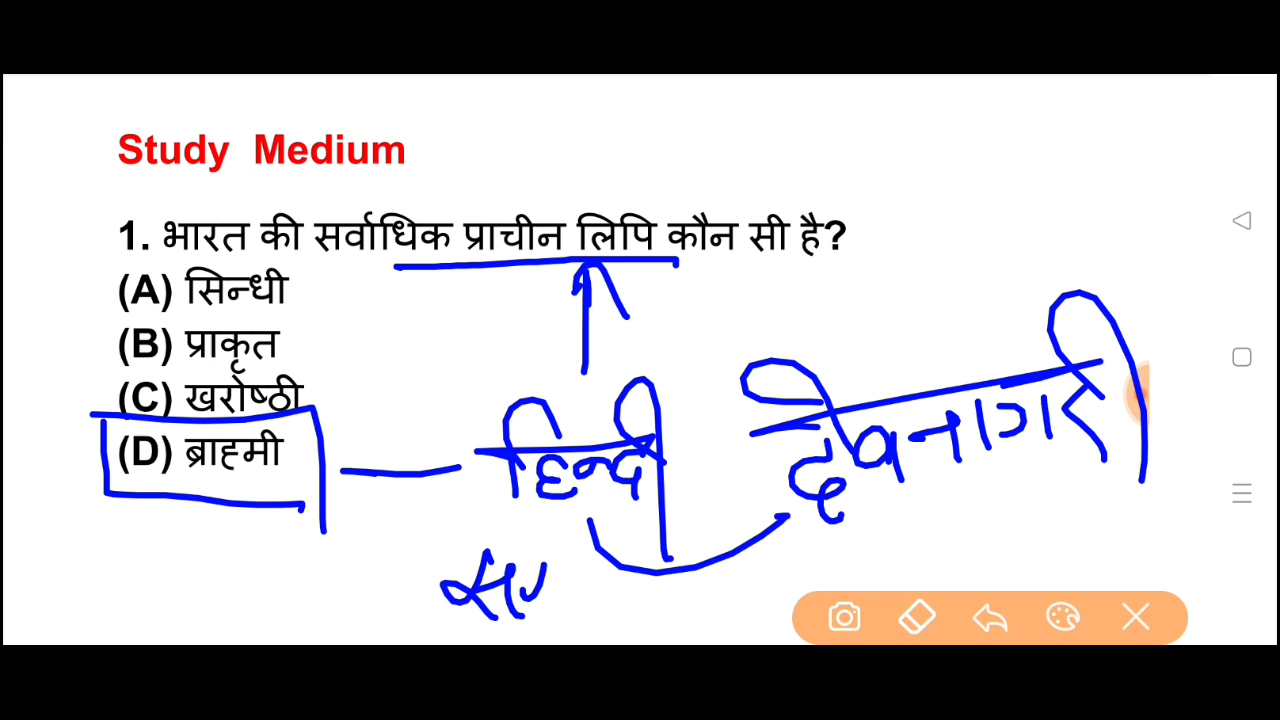 Study Medium
1. भारत की सर्वाधिक प्राचीन लिपि कौन सी है?
(A) सिन्धी
(B) प्राकृत
(C) खरोष्ठी
(D) ब्राह्मी
हिन्दी
देवनागरी